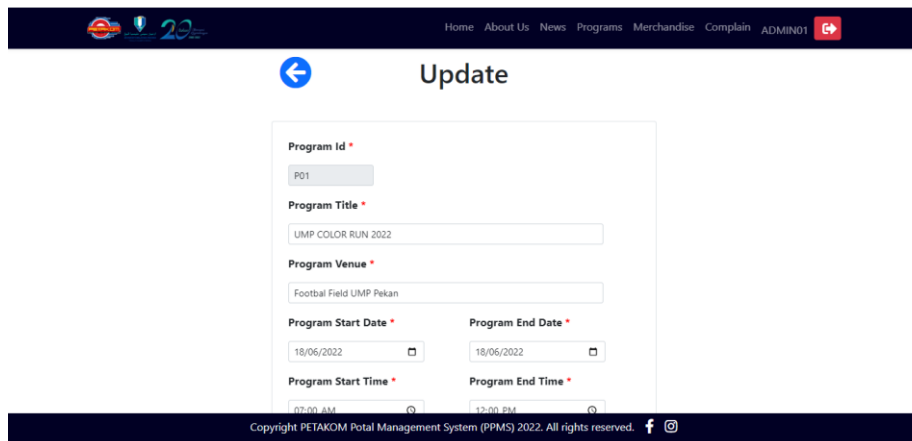 Home About Us News Programs Merchandise Complain ADMIN01
20
Update
Program Id *
P01
Program Title *
UMP COLOR RUN 2022
Program Venue *
Footbal Field UMP Pekan
Program Start Date * Program End Date *
18/06/2022 18/06/2022
Program Start Time * Program End Time *
07:00 AM 12:00 PM
Copyright PETAKOM Potal Management System (PPMS) 2022. All rights reserved.